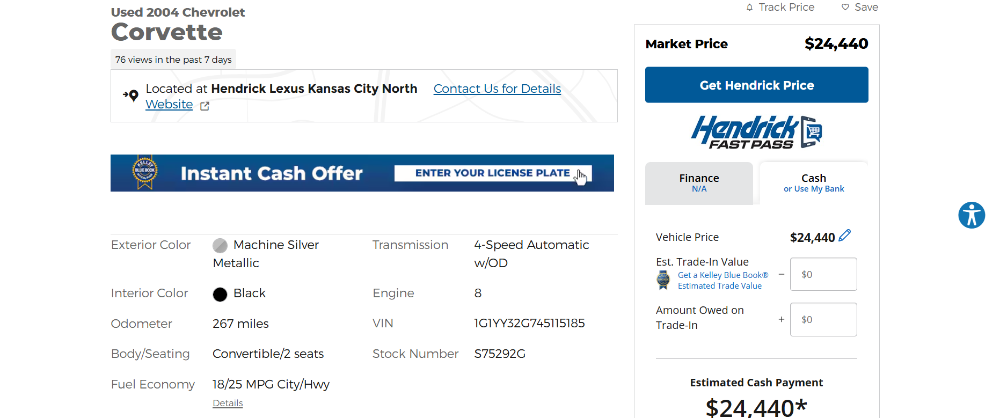 Used 2004 Chevrolet
Corvette
76 views in the past 7 days
Located at Hendrick Lexus Kansas City North Contact Us for Details
Website
KELLEY
BLUE BOOK
Instant Cash Offer
ENTER YOUR LICENSE PLATE
Exterior Color Machine Silver
Metallic
Transmission 4-Speed Automatic
w/OD
Interior Color Black
Engine 8
Odometer 267 miles
VIN 1G1YY32G745115185
Body/Seating Convertible/2 seats
Stock Number S75292G
Fuel Economy 18/25 MPG City/Hwy
Details
Track Price Save
Market Price $24,440
Get Hendrick Price
Hendrick
FAST PASS
Finance
N/A
Cash
or Use My Bank
Vehicle Price $24,440
Est. Trade-In Value
Get a Kelley Blue Book®
Estimated Trade Value
− $0
Amount Owed on
Trade-In
+ $0
Estimated Cash Payment
$24,440*